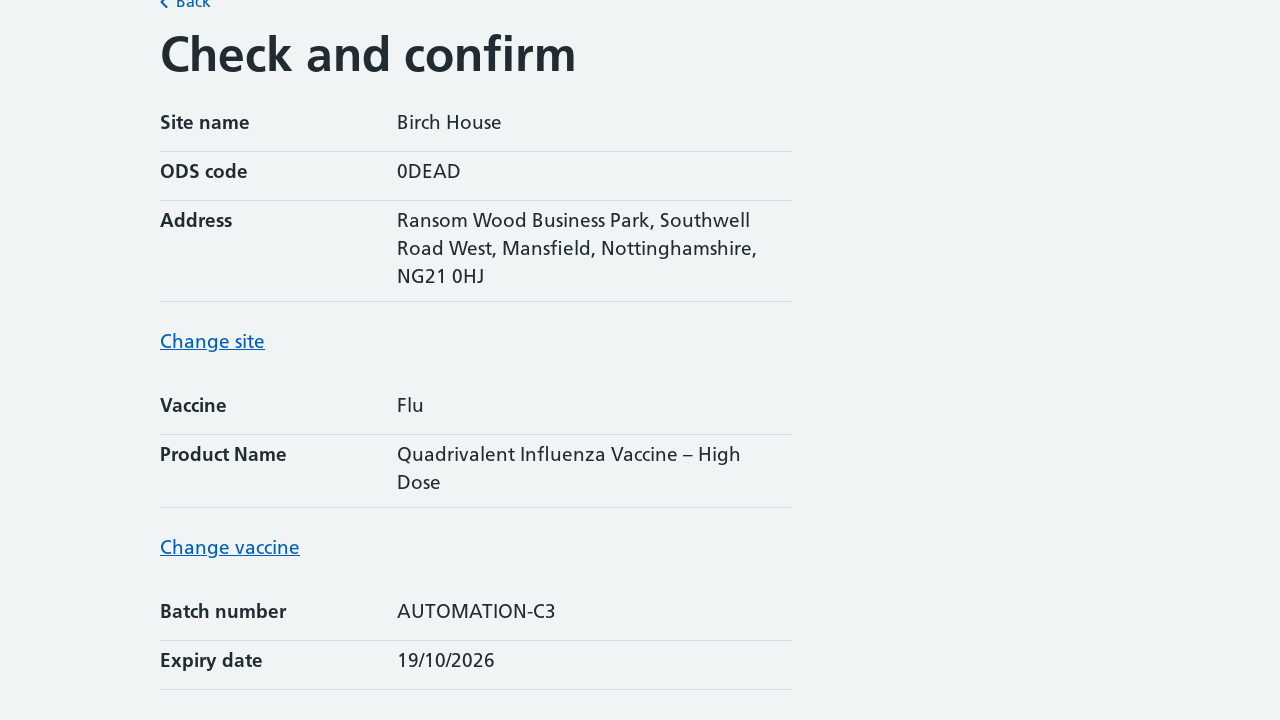 Back
Check and confirm
Site name Birch House
ODS code 0DEAD
Address Ransom Wood Business Park, Southwell
Road West, Mansfield, Nottinghamshire,
NG21 0HJ
Change site
Vaccine Flu
Product Name Quadrivalent Influenza Vaccine – High
Dose
Change vaccine
Batch number AUTOMATION-C3
Expiry date 19/10/2026